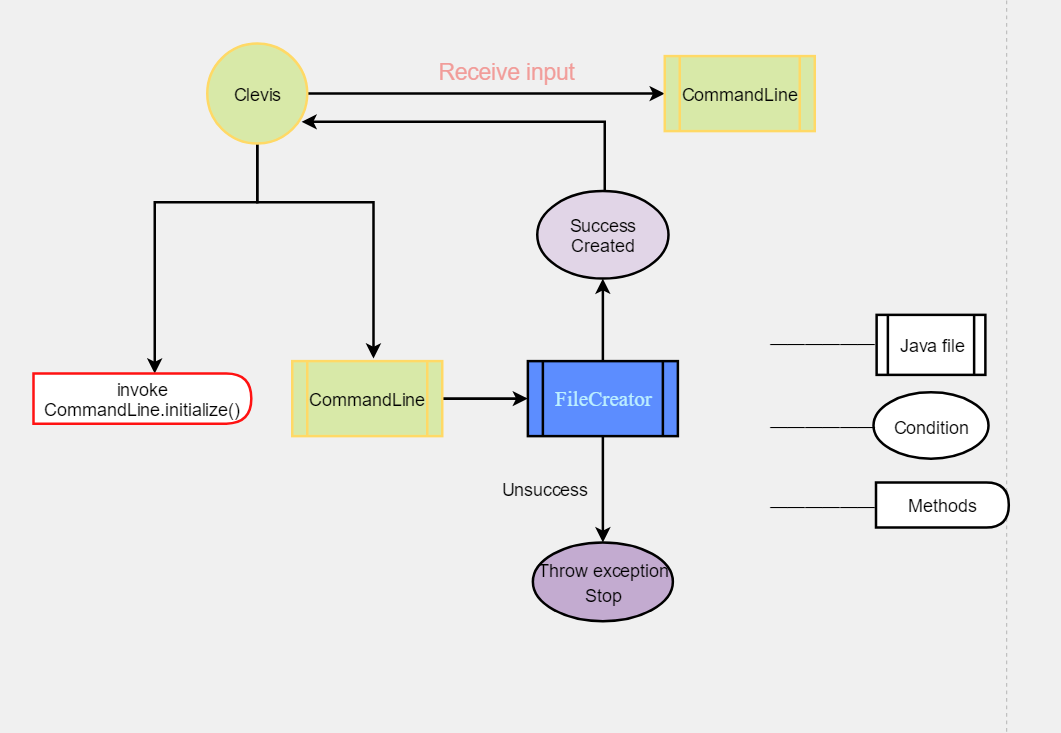 Receive input
Clevis
CommandLine
Success
Created
Java file
invoke
CommandLine.initialize()
CommandLine
FileCreator
Condition
Unsuccess
Methods
Throw exception
Stop